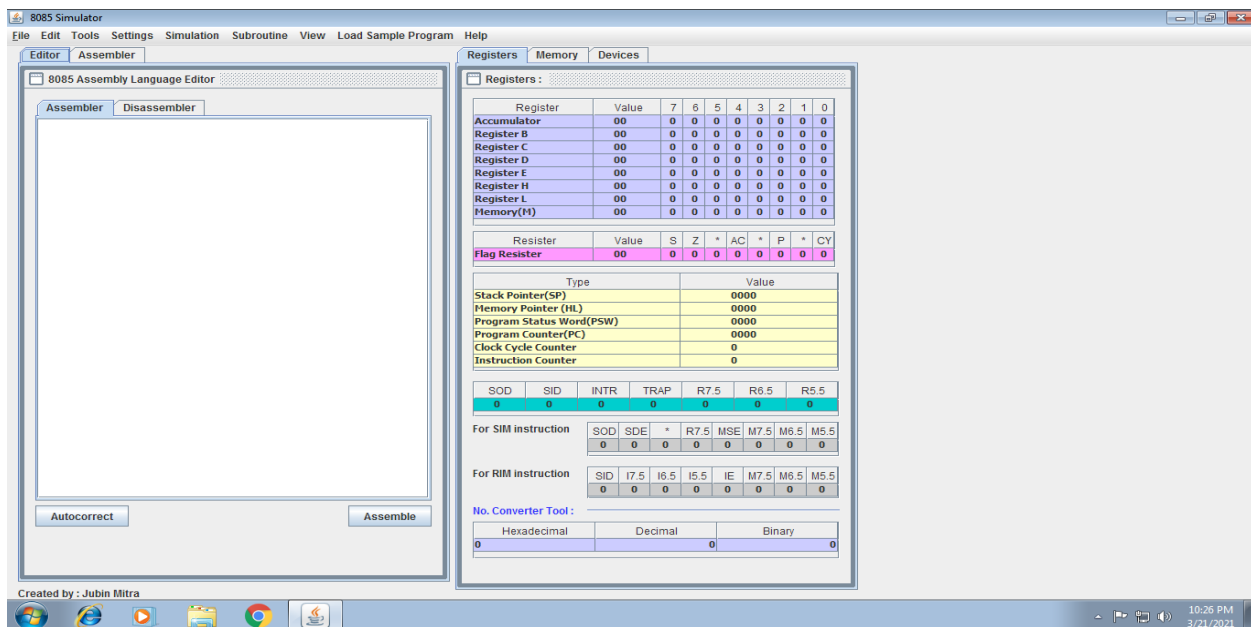 8085 Simulator
File Edit Tools Settings Simulation Subroutine View Load Sample Program Help
Editor Assembler
8085 Assembly Language Editor
Assembler Disassembler
Autocorrect Assemble
Registers Memory Devices
Registers :
Register Value 7 6 5 4 3 2 1 0
Accumulator 00 0 0 0 0 0 0 0 0
Register B 00 0 0 0 0 0 0 0 0
Register C 00 0 0 0 0 0 0 0 0
Register D 00 0 0 0 0 0 0 0 0
Register E 00 0 0 0 0 0 0 0 0
Register H 00 0 0 0 0 0 0 0 0
Register L 00 0 0 0 0 0 0 0 0
Memory(M) 00 0 0 0 0 0 0 0 0
Resister Value S Z * AC * P * CY
Flag Resister 00 0 0 0 0 0 0 0 0
Type Value
Stack Pointer(SP) 0000
Memory Pointer (HL) 0000
Program Status Word(PSW) 0000
Program Counter(PC) 0000
Clock Cycle Counter 0
Instruction Counter 0
SOD SID INTR TRAP R7.5 R6.5 R5.5
0 0 0 0 0 0 0
For SIM instruction SOD SDE * R7.5 MSE M7.5 M6.5 M5.5
0 0 0 0 0 0 0 0
For RIM instruction SID I7.5 I6.5 I5.5 IE M7.5 M6.5 M5.5
0 0 0 0 0 0 0 0
No. Converter Tool :
Hexadecimal Decimal Binary
0 0 0
Created by : Jubin Mitra
10:26 PM
3/21/2021